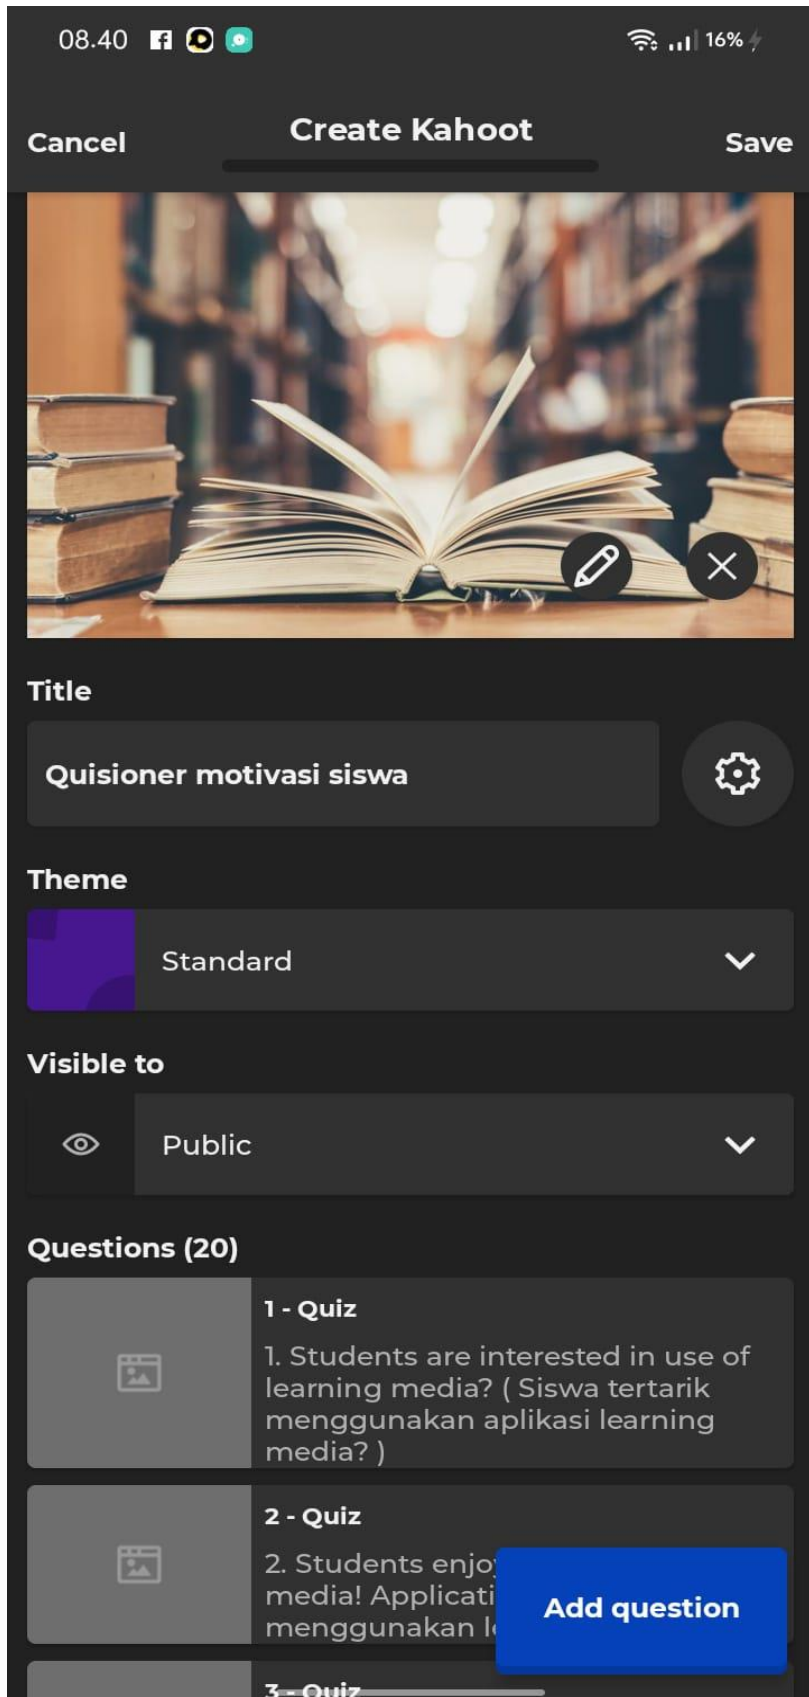 08.40 16%
Cancel Create Kahoot Save
Title
Quisioner motivasi siswa
Theme
Standard
Visible to
Public
Questions (20)
1 - Quiz
1. Students are interested in use of
learning media? ( Siswa tertarik
menggunakan aplikasi learning
media? )
2 - Quiz
2. Students
media!
menggunakan
Add question
3 - Quiz